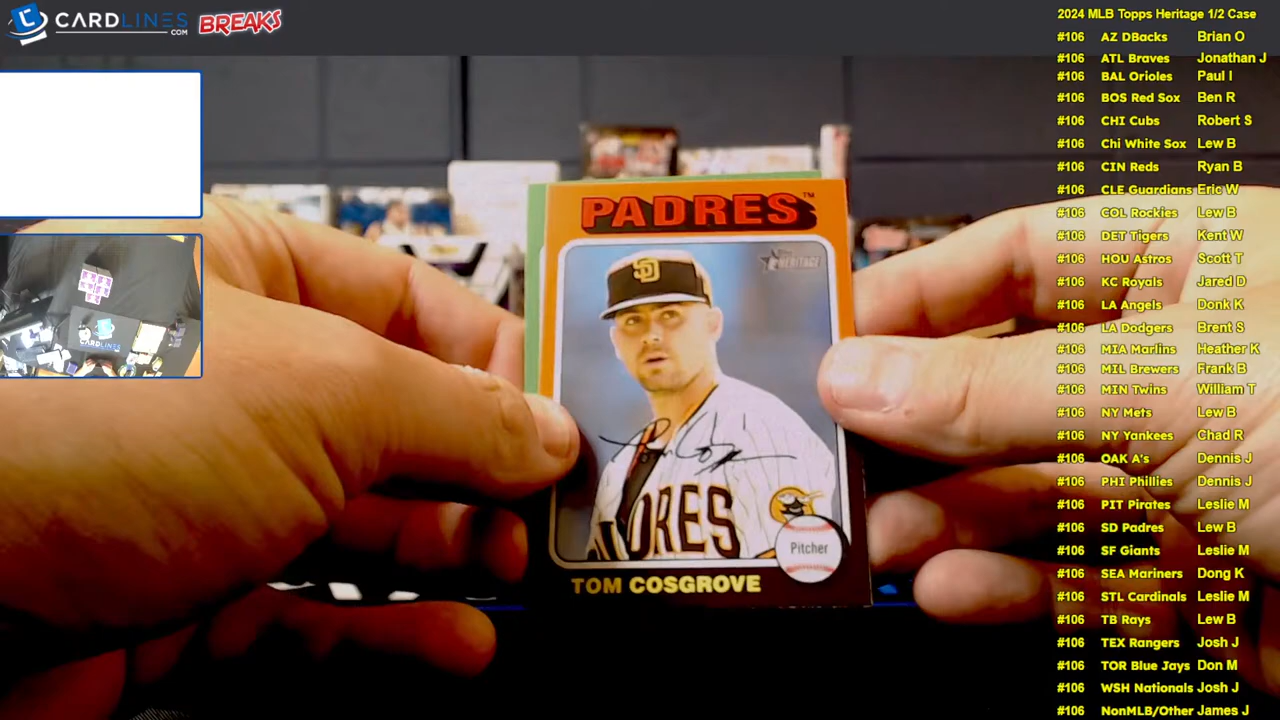 CARDLINES
.COM
BREAKS
2024 MLB Topps Heritage 1/2 Case
#106 AZ DBacks Brian O
#106 ATL Braves Jonathan J
#106 BAL Orioles Paul I
#106 BOS Red Sox Ben R
#106 CHI Cubs Robert S
#106 Chi White Sox Lew B
#106 CIN Reds Ryan B
#106 CLE Guardians Eric W
#106 COL Rockies Lew B
#106 DET Tigers Kent W
#106 HOU Astros Scott T
#106 KC Royals Jared D
#106 LA Angels Donk K
#106 LA Dodgers Brent S
#106 MIA Marlins Heather K
#106 MIL Brewers Frank B
#106 MIN Twins William T
#106 NY Mets Lew B
#106 NY Yankees Chad R
#106 OAK A's Dennis J
#106 PHI Phillies Dennis J
#106 PIT Pirates Leslie M
#106 SD Padres Lew B
#106 SF Giants Leslie M
#106 SEA Mariners Dong K
#106 STL Cardinals Leslie M
#106 TB Rays Lew B
#106 TEX Rangers Josh J
#106 TOR Blue Jays Don M
#106 WSH Nationals Josh J
#106 NonMLB/Other James J
PADRES™
Topps
HERITAGE
SD
PADRES
Pitcher
TOM COSGROVE
CARDLINES